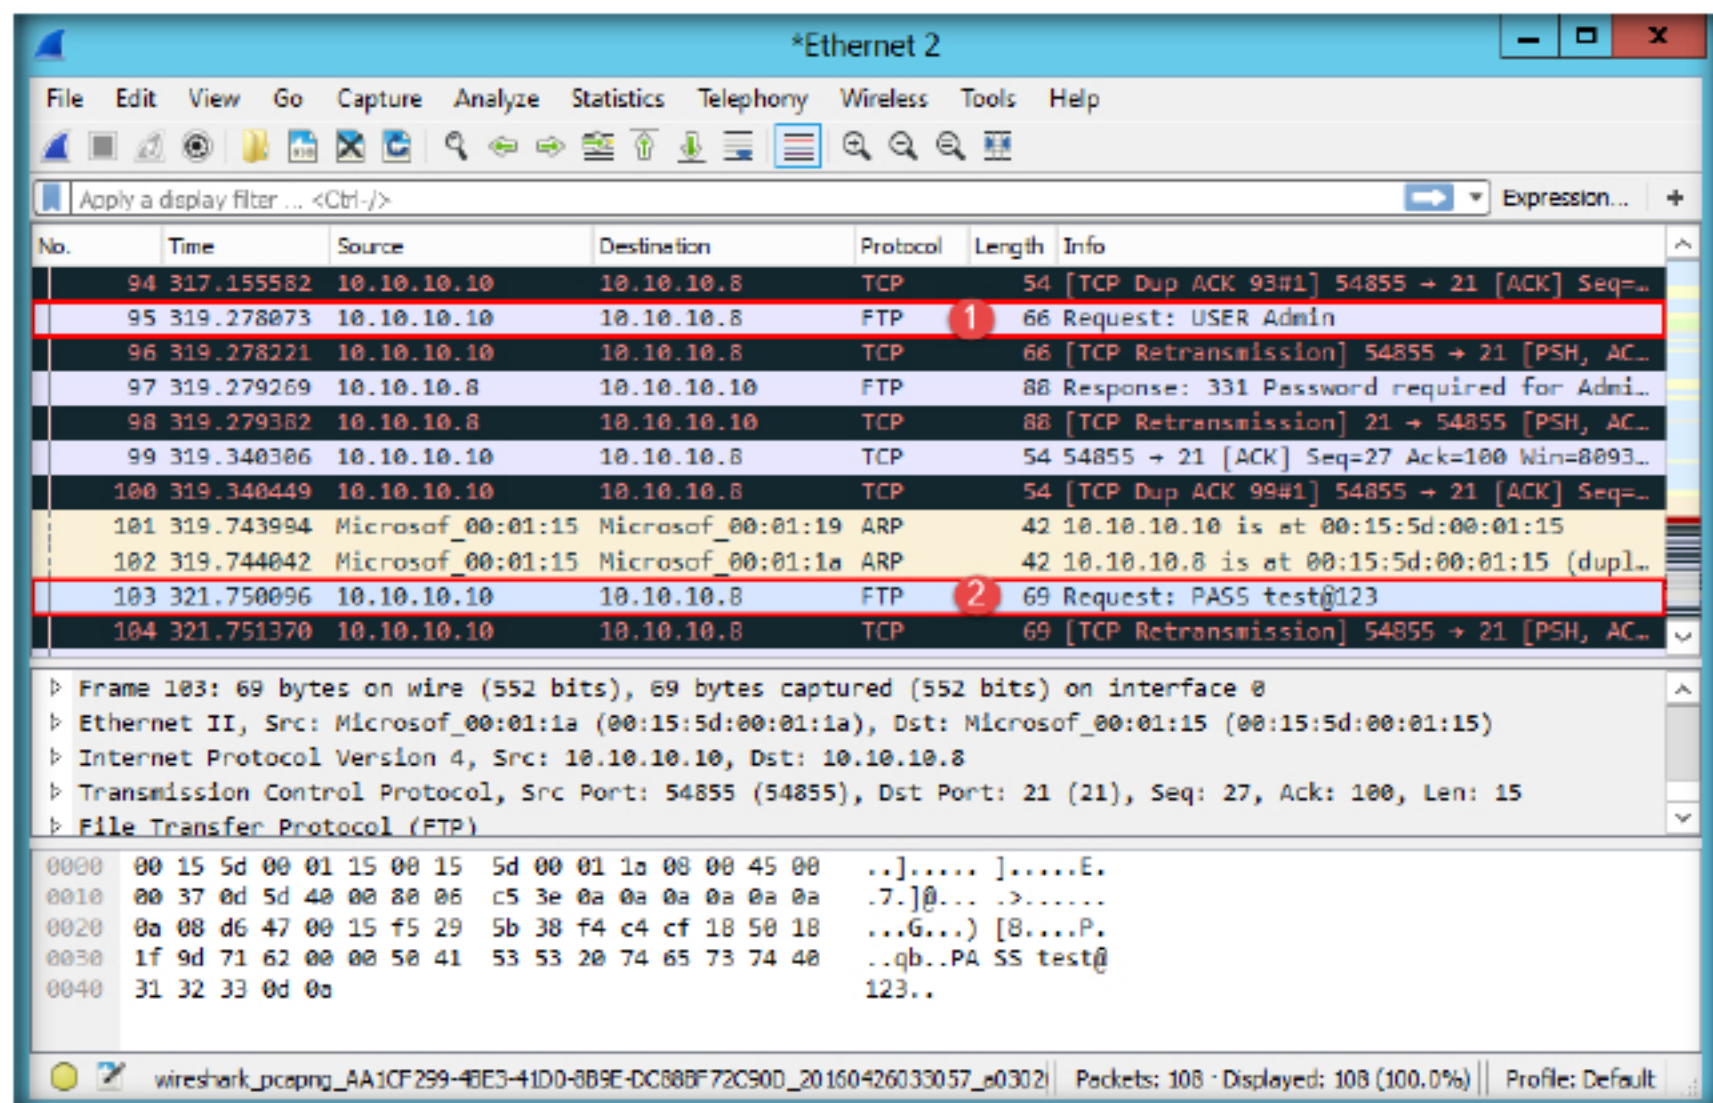 *Ethernet 2
File Edit View Go Capture Analyze Statistics Telephony Wireless Tools Help
Apply a display filter ... <Ctrl-/> Expression... +
No. Time Source Destination Protocol Length Info
94 317.155582 10.10.10.10 10.10.10.8 TCP 54 [TCP Dup ACK 93#1] 54855 → 21 [ACK] Seq=…
95 319.278073 10.10.10.10 10.10.10.8 FTP 1 66 Request: USER Admin
96 319.278221 10.10.10.10 10.10.10.8 TCP 66 [TCP Retransmission] 54855 → 21 [PSH, AC…
97 319.279269 10.10.10.8 10.10.10.10 FTP 88 Response: 331 Password required for Admi…
98 319.279382 10.10.10.8 10.10.10.10 TCP 88 [TCP Retransmission] 21 → 54855 [PSH, AC…
99 319.340306 10.10.10.10 10.10.10.8 TCP 54 54855 → 21 [ACK] Seq=27 Ack=100 Win=8093…
100 319.340449 10.10.10.10 10.10.10.8 TCP 54 [TCP Dup ACK 99#1] 54855 → 21 [ACK] Seq=…
101 319.743994 Microsof_00:01:15 Microsof_00:01:19 ARP 42 10.10.10.10 is at 00:15:5d:00:01:15
102 319.744042 Microsof_00:01:15 Microsof_00:01:1a ARP 42 10.10.10.8 is at 00:15:5d:00:01:15 (dupl…
103 321.750096 10.10.10.10 10.10.10.8 FTP 2 69 Request: PASS test@123
104 321.751370 10.10.10.10 10.10.10.8 TCP 69 [TCP Retransmission] 54855 → 21 [PSH, AC…
Frame 103: 69 bytes on wire (552 bits), 69 bytes captured (552 bits) on interface 0
Ethernet II, Src: Microsof_00:01:1a (00:15:5d:00:01:1a), Dst: Microsof_00:01:15 (00:15:5d:00:01:15)
Internet Protocol Version 4, Src: 10.10.10.10, Dst: 10.10.10.8
Transmission Control Protocol, Src Port: 54855 (54855), Dst Port: 21 (21), Seq: 27, Ack: 100, Len: 15
File Transfer Protocol (FTP)
0000 00 15 5d 00 01 15 00 15 5d 00 01 1a 08 00 45 00 ..]..... ].....E.
0010 00 37 0d 5d 40 00 80 06 c5 3e 0a 0a 0a 0a 0a 0a .7.]@... .>......
0020 0a 08 d6 47 00 15 f5 29 5b 38 f4 c4 cf 18 50 18 ...G...) [8....P.
0030 1f 9d 71 62 00 00 50 41 53 53 20 74 65 73 74 40 ..qb..PA SS test@
0040 31 32 33 0d 0a 123..
wireshark_pcapng_AA1CF299-4BE3-41D0-8B9E-DC88BF72C90D_20160426033057_a0302 Packets: 108 · Displayed: 108 (100.0%) Profile: Default